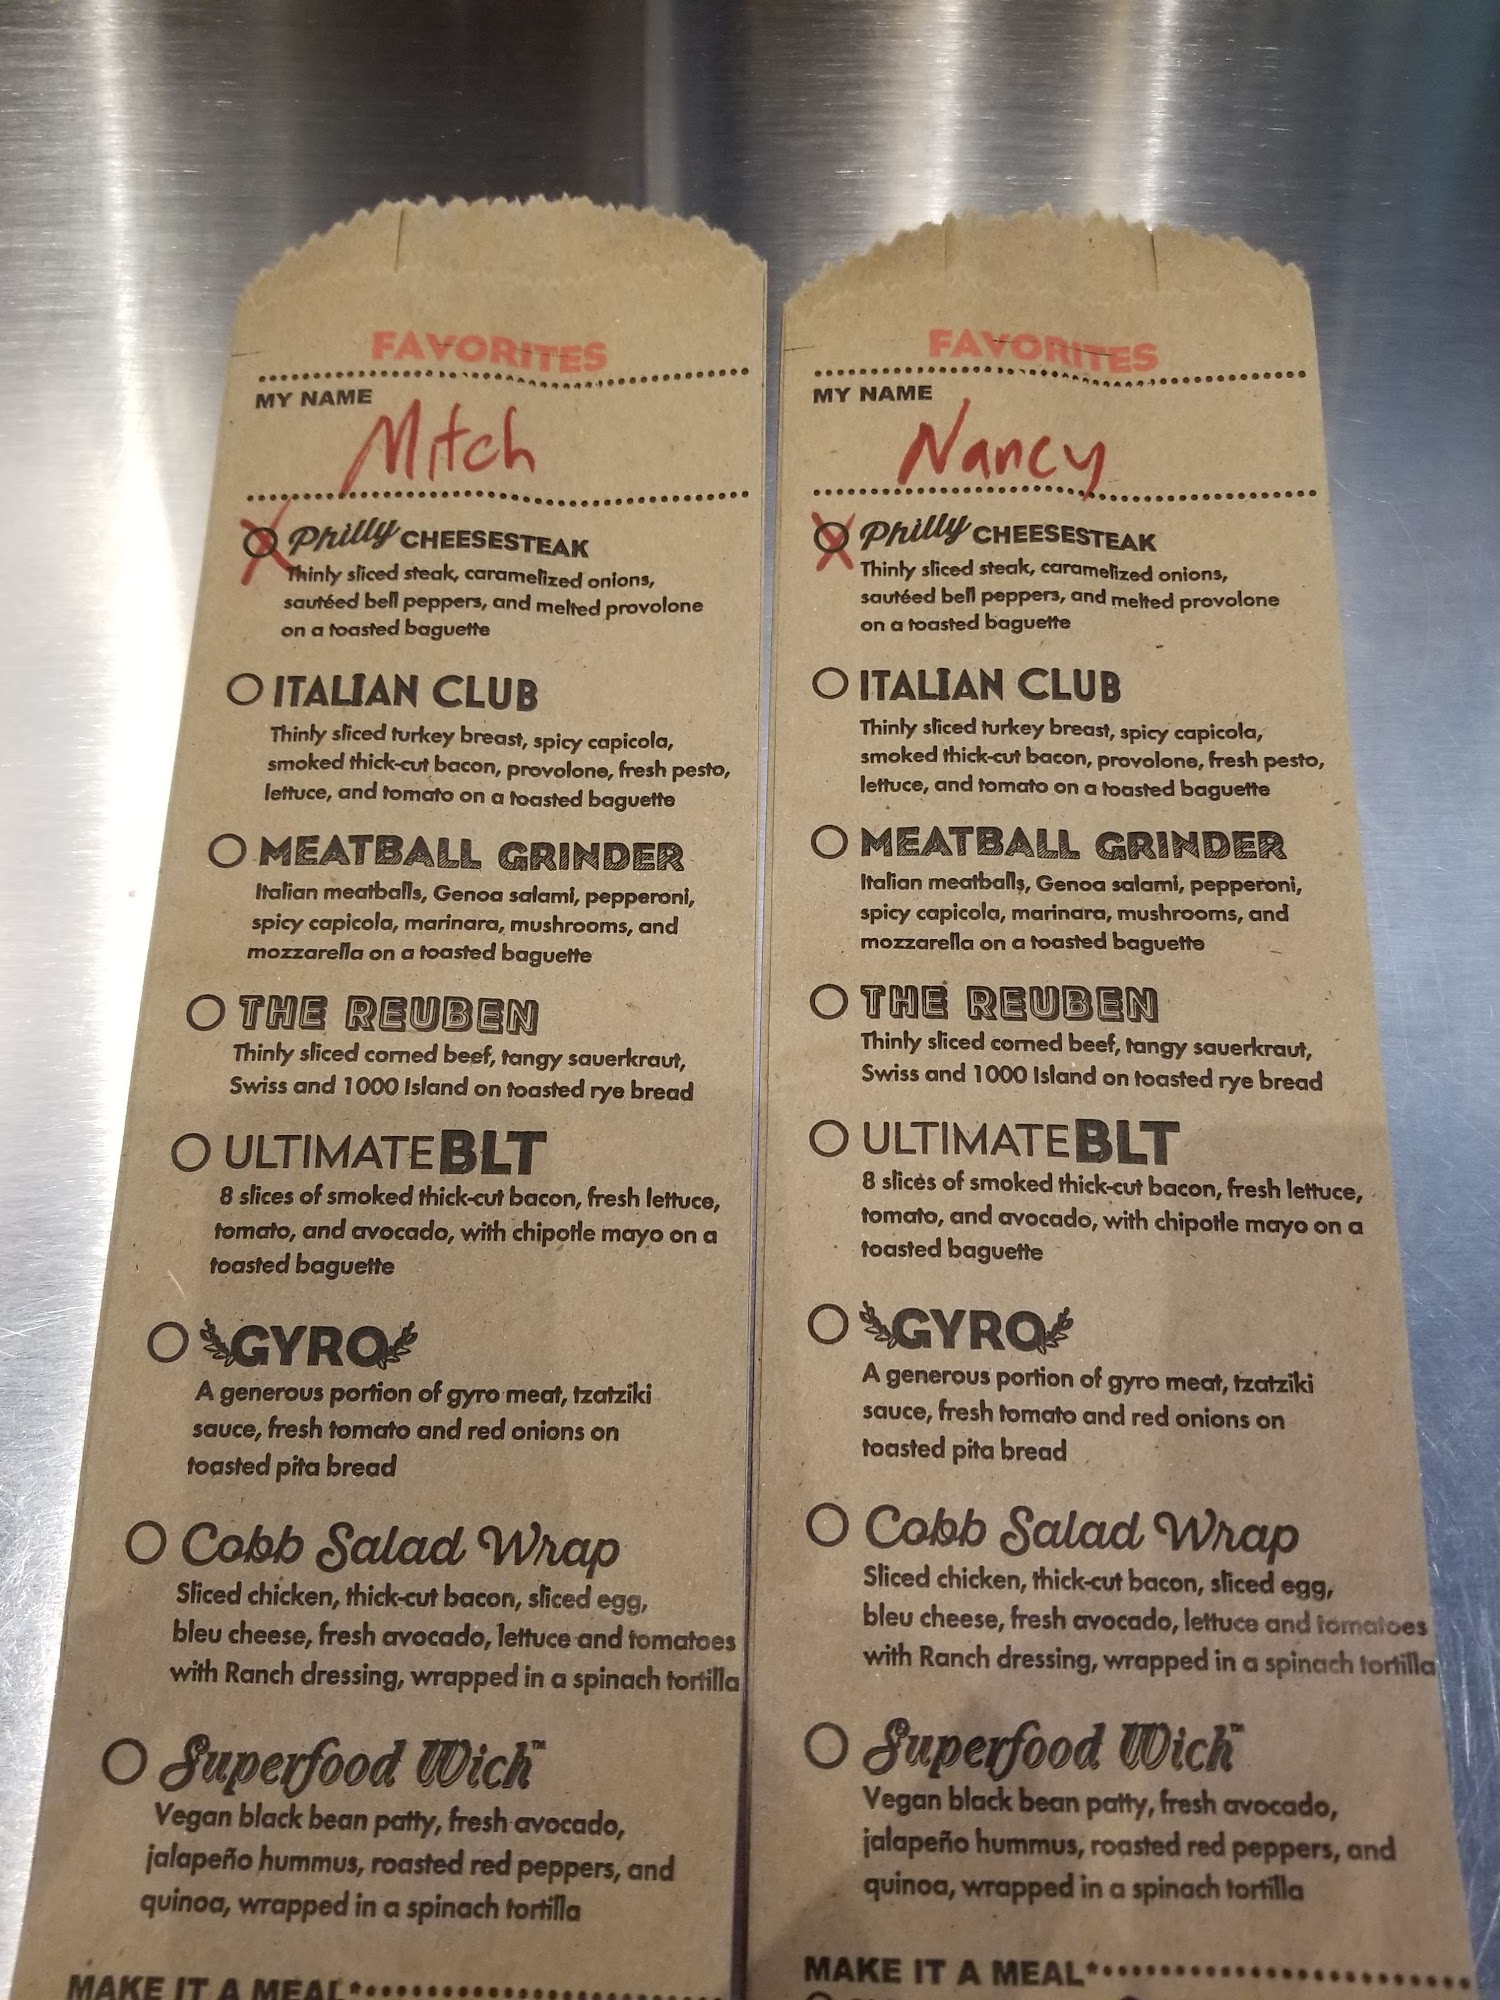 FAVORITES
MY NAME
Mitch
Philly CHEESESTEAK
Thinly sliced steak, caramelized onions,
sautéed bell peppers, and melted provolone
on a toasted baguette
ITALIAN CLUB
Thinly sliced turkey breast, spicy capicola,
smoked thick-cut bacon, provolone, fresh pesto,
lettuce, and tomato on a toasted baguette
MEATBALL GRINDER
Italian meatballs, Genoa salami, pepperoni,
spicy capicola, marinara, mushrooms, and
mozzarella on a toasted baguette
THE REUBEN
Thinly sliced corned beef, tangy sauerkraut,
Swiss and 1000 Island on toasted rye bread
ULTIMATE BLT
8 slices of smoked thick-cut bacon, fresh lettuce,
tomato, and avocado, with chipotle mayo on a
toasted baguette
GYRO
A generous portion of gyro meat, tzatziki
sauce, fresh tomato and red onions on
toasted pita bread
Cobb Salad Wrap
Sliced chicken, thick-cut bacon, sliced egg,
bleu cheese, fresh avocado, lettuce and tomatoes
with Ranch dressing, wrapped in a spinach tortilla
Superfood Wich™
Vegan black bean patty, fresh avocado,
jalapeño hummus, roasted red peppers, and
quinoa, wrapped in a spinach tortilla
MAKE IT A MEAL*
FAVORITES
MY NAME
Nancy
Philly CHEESESTEAK
Thinly sliced steak, caramelized onions,
sautéed bell peppers, and melted provolone
on a toasted baguette
ITALIAN CLUB
Thinly sliced turkey breast, spicy capicola,
smoked thick-cut bacon, provolone, fresh pesto,
lettuce, and tomato on a toasted baguette
MEATBALL GRINDER
Italian meatballs, Genoa salami, pepperoni,
spicy capicola, marinara, mushrooms, and
mozzarella on a toasted baguette
THE REUBEN
Thinly sliced corned beef, tangy sauerkraut,
Swiss and 1000 Island on toasted rye bread
ULTIMATE BLT
8 slices of smoked thick-cut bacon, fresh lettuce,
tomato, and avocado, with chipotle mayo on a
toasted baguette
GYRO
A generous portion of gyro meat, tzatziki
sauce, fresh tomato and red onions on
toasted pita bread
Cobb Salad Wrap
Sliced chicken, thick-cut bacon, sliced egg,
bleu cheese, fresh avocado, lettuce and tomatoes
with Ranch dressing, wrapped in a spinach tortilla
Superfood Wich™
Vegan black bean patty, fresh avocado,
jalapeño hummus, roasted red peppers, and
quinoa, wrapped in a spinach tortilla
MAKE IT A MEAL*